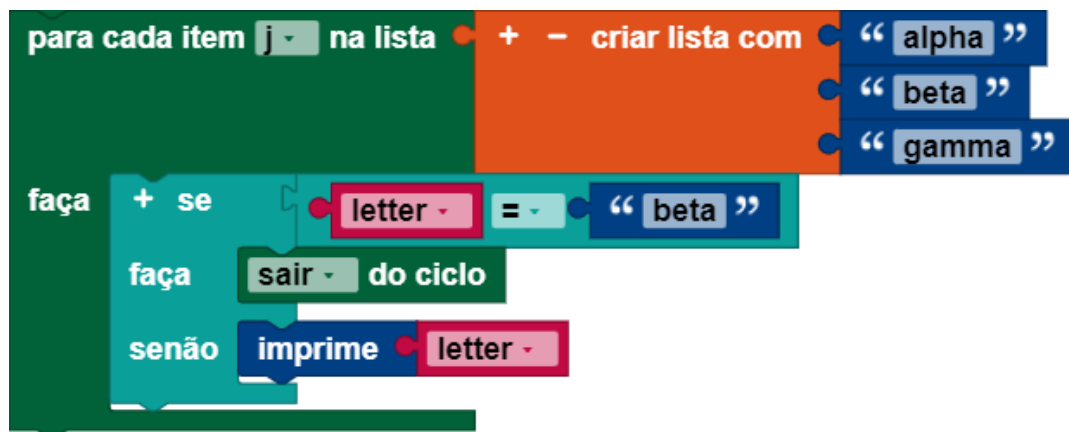 para cada item j na lista + − criar lista com “ alpha ”
“ beta ”
“ gamma ”
faça + se letter = “ beta ”
faça sair do ciclo
senão imprime letter